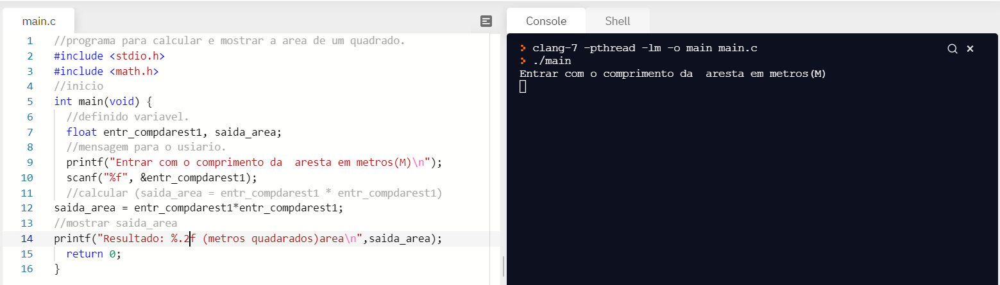 main.c
1 //programa para calcular e mostrar a area de um quadrado.
2 #include <stdio.h>
3 #include <math.h>
4 //inicio
5 int main(void) {
6   //definido variavel.
7   float entr_compdarest1, saida_area;
8   //mensagem para o usiario.
9   printf("Entrar com o comprimento da  aresta em metros(M)\n");
10   scanf("%f", &entr_compdarest1);
11   //calcular (saida_area = entr_compdarest1 * entr_compdarest1)
12 saida_area = entr_compdarest1*entr_compdarest1;
13 //mostrar saida_area
14 printf("Resultado: %.2f (metros quadarados)area\n",saida_area);
15   return 0;
16 }
Console Shell
> clang-7 -pthread -lm -o main main.c
> ./main
Entrar com o comprimento da  aresta em metros(M)